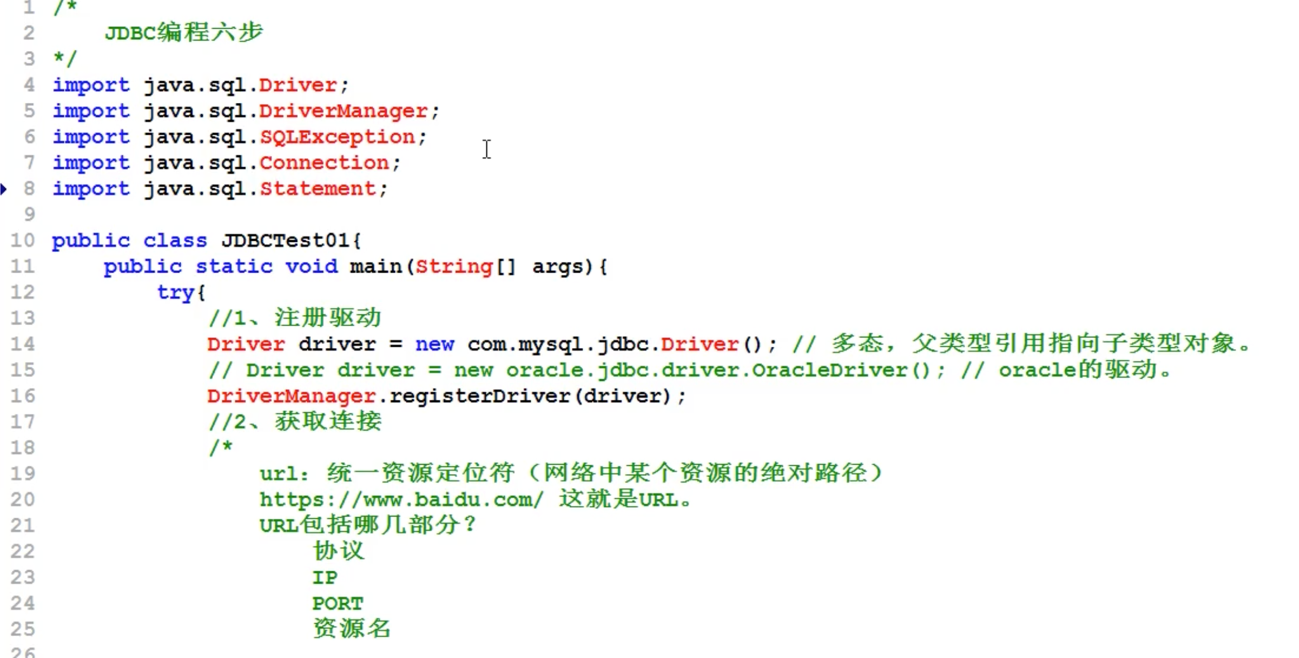 1 /*
2 JDBC编程六步
3 */
4 import java.sql.Driver;
5 import java.sql.DriverManager;
6 import java.sql.SQLException;
7 import java.sql.Connection;
8 import java.sql.Statement;
9
10 public class JDBCTest01{
11 public static void main(String[] args){
12 try{
13 //1、注册驱动
14 Driver driver = new com.mysql.jdbc.Driver(); // 多态，父类型引用指向子类型对象。
15 // Driver driver = new oracle.jdbc.driver.OracleDriver(); // oracle的驱动。
16 DriverManager.registerDriver(driver);
17 //2、获取连接
18 /*
19 url：统一资源定位符（网络中某个资源的绝对路径）
20 https://www.baidu.com/ 这就是URL。
21 URL包括哪几部分？
22 协议
23 IP
24 PORT
25 资源名
26